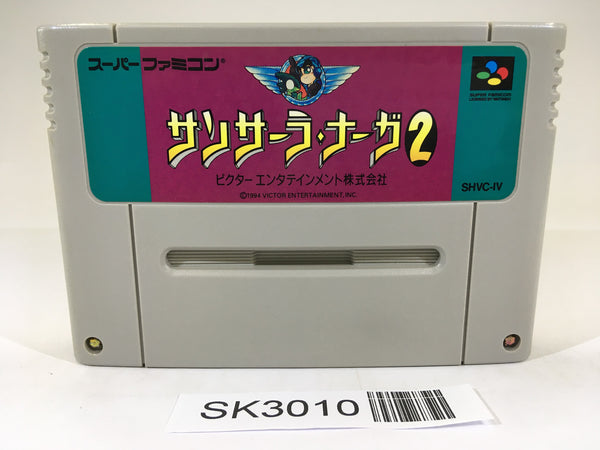 スーパーファミコン®
SUPER FAMICOM
LICENSED BY NINTENDO
サンサーラ・ナーガ2
ビクター エンタテインメント株式会社
SHVC-IV
©1994 VICTOR ENTERTAINMENT, INC.
SK3010